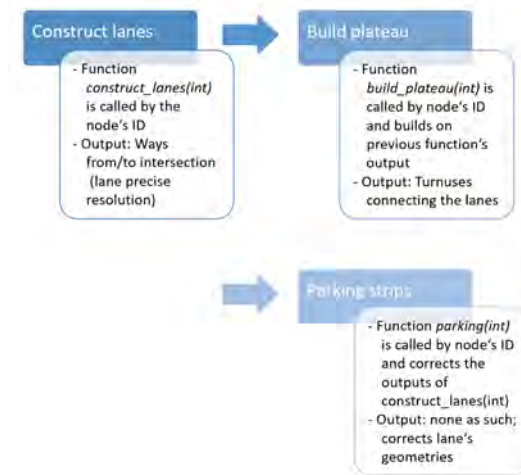 Construct lanes
- Function
construct_lanes(int)
is called by the
node's ID
- Output: Ways
from/to intersection
(lane precise
resolution)
Build plateau
- Function
build_plateau(int) is
called by node's ID
and builds on
previous function's
output
- Output: Turnuses
connecting the lanes
Parking strips
- Function parking(int)
is called by node's ID
and corrects the
outputs of
construct_lanes(int)
- Output: none as such;
corrects lane's
geometries